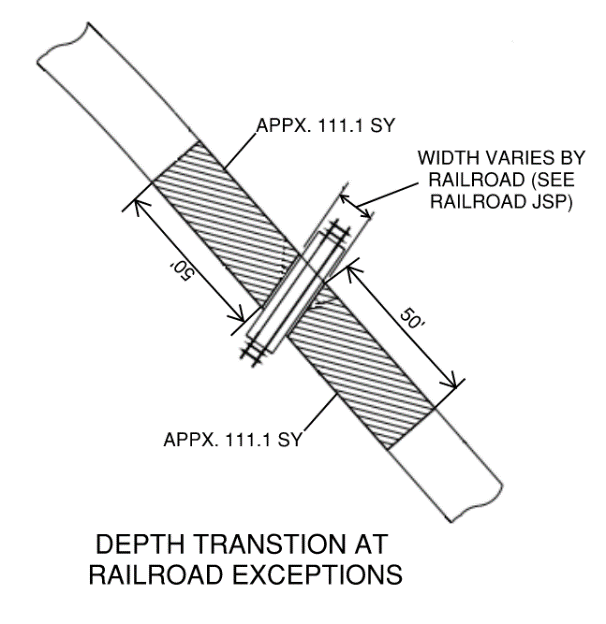 APPX. 111.1 SY
WIDTH VARIES BY
RAILROAD (SEE
RAILROAD JSP)
50'
50'
APPX. 111.1 SY
DEPTH TRANSTION AT
RAILROAD EXCEPTIONS